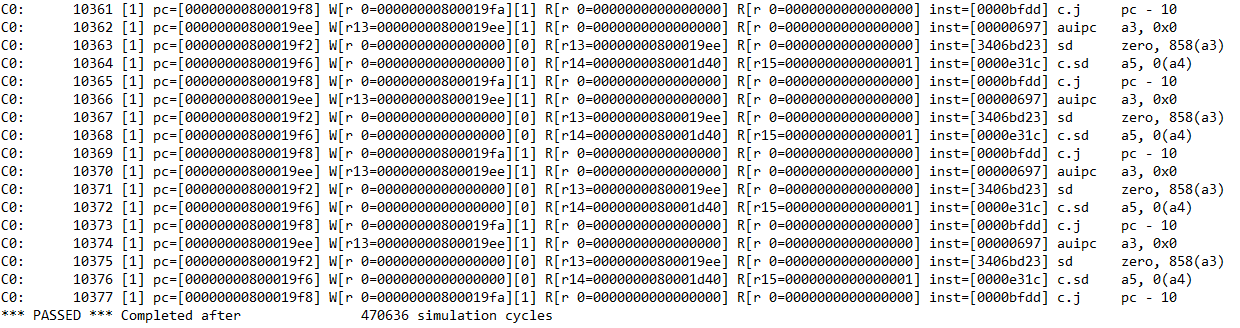 C0:      10361 [1] pc=[00000000800019f8] W[r 0=00000000800019fa][1] R[r 0=0000000000000000] R[r 0=0000000000000000] inst=[0000bfdd] c.j     pc - 10
C0:      10362 [1] pc=[00000000800019ee] W[r13=00000000800019ee][1] R[r 0=0000000000000000] R[r 0=0000000000000000] inst=[00000697] auipc   a3, 0x0
C0:      10363 [1] pc=[00000000800019f2] W[r 0=0000000000000000][0] R[r13=00000000800019ee] R[r 0=0000000000000000] inst=[3406bd23] sd      zero, 858(a3)
C0:      10364 [1] pc=[00000000800019f6] W[r 0=0000000000000000][0] R[r14=0000000080001d40] R[r15=0000000000000001] inst=[0000e31c] c.sd    a5, 0(a4)
C0:      10365 [1] pc=[00000000800019f8] W[r 0=00000000800019fa][1] R[r 0=0000000000000000] R[r 0=0000000000000000] inst=[0000bfdd] c.j     pc - 10
C0:      10366 [1] pc=[00000000800019ee] W[r13=00000000800019ee][1] R[r 0=0000000000000000] R[r 0=0000000000000000] inst=[00000697] auipc   a3, 0x0
C0:      10367 [1] pc=[00000000800019f2] W[r 0=0000000000000000][0] R[r13=00000000800019ee] R[r 0=0000000000000000] inst=[3406bd23] sd      zero, 858(a3)
C0:      10368 [1] pc=[00000000800019f6] W[r 0=0000000000000000][0] R[r14=0000000080001d40] R[r15=0000000000000001] inst=[0000e31c] c.sd    a5, 0(a4)
C0:      10369 [1] pc=[00000000800019f8] W[r 0=00000000800019fa][1] R[r 0=0000000000000000] R[r 0=0000000000000000] inst=[0000bfdd] c.j     pc - 10
C0:      10370 [1] pc=[00000000800019ee] W[r13=00000000800019ee][1] R[r 0=0000000000000000] R[r 0=0000000000000000] inst=[00000697] auipc   a3, 0x0
C0:      10371 [1] pc=[00000000800019f2] W[r 0=0000000000000000][0] R[r13=00000000800019ee] R[r 0=0000000000000000] inst=[3406bd23] sd      zero, 858(a3)
C0:      10372 [1] pc=[00000000800019f6] W[r 0=0000000000000000][0] R[r14=0000000080001d40] R[r15=0000000000000001] inst=[0000e31c] c.sd    a5, 0(a4)
C0:      10373 [1] pc=[00000000800019f8] W[r 0=00000000800019fa][1] R[r 0=0000000000000000] R[r 0=0000000000000000] inst=[0000bfdd] c.j     pc - 10
C0:      10374 [1] pc=[00000000800019ee] W[r13=00000000800019ee][1] R[r 0=0000000000000000] R[r 0=0000000000000000] inst=[00000697] auipc   a3, 0x0
C0:      10375 [1] pc=[00000000800019f2] W[r 0=0000000000000000][0] R[r13=00000000800019ee] R[r 0=0000000000000000] inst=[3406bd23] sd      zero, 858(a3)
C0:      10376 [1] pc=[00000000800019f6] W[r 0=0000000000000000][0] R[r14=0000000080001d40] R[r15=0000000000000001] inst=[0000e31c] c.sd    a5, 0(a4)
C0:      10377 [1] pc=[00000000800019f8] W[r 0=00000000800019fa][1] R[r 0=0000000000000000] R[r 0=0000000000000000] inst=[0000bfdd] c.j     pc - 10
*** PASSED *** Completed after               470636 simulation cycles